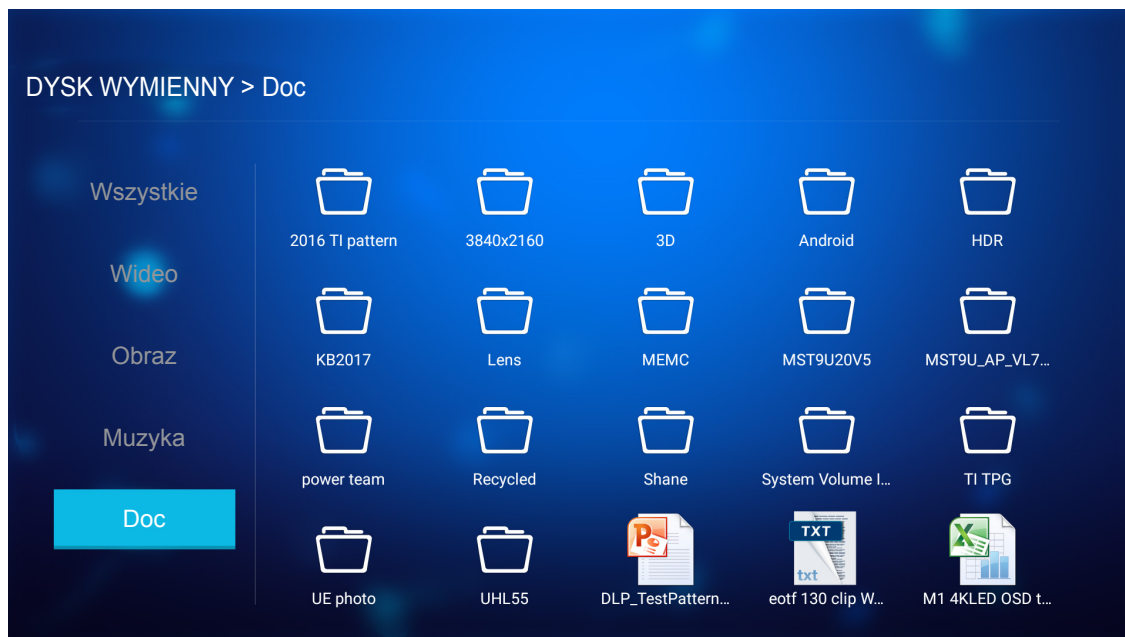 DYSK WYMIENNY > Doc
Wszystkie
Wideo
Obraz
Muzyka
Doc
2016 TI pattern
3840x2160
3D
Android
HDR
KB2017
Lens
MEMC
MST9U20V5
MST9U_AP_VL7...
power team
Recycled
Shane
System Volume I...
TI TPG
UE photo
UHL55
P
DLP_TestPattern...
TXT
txt
eotf 130 clip W...
X
M1 4KLED OSD t...